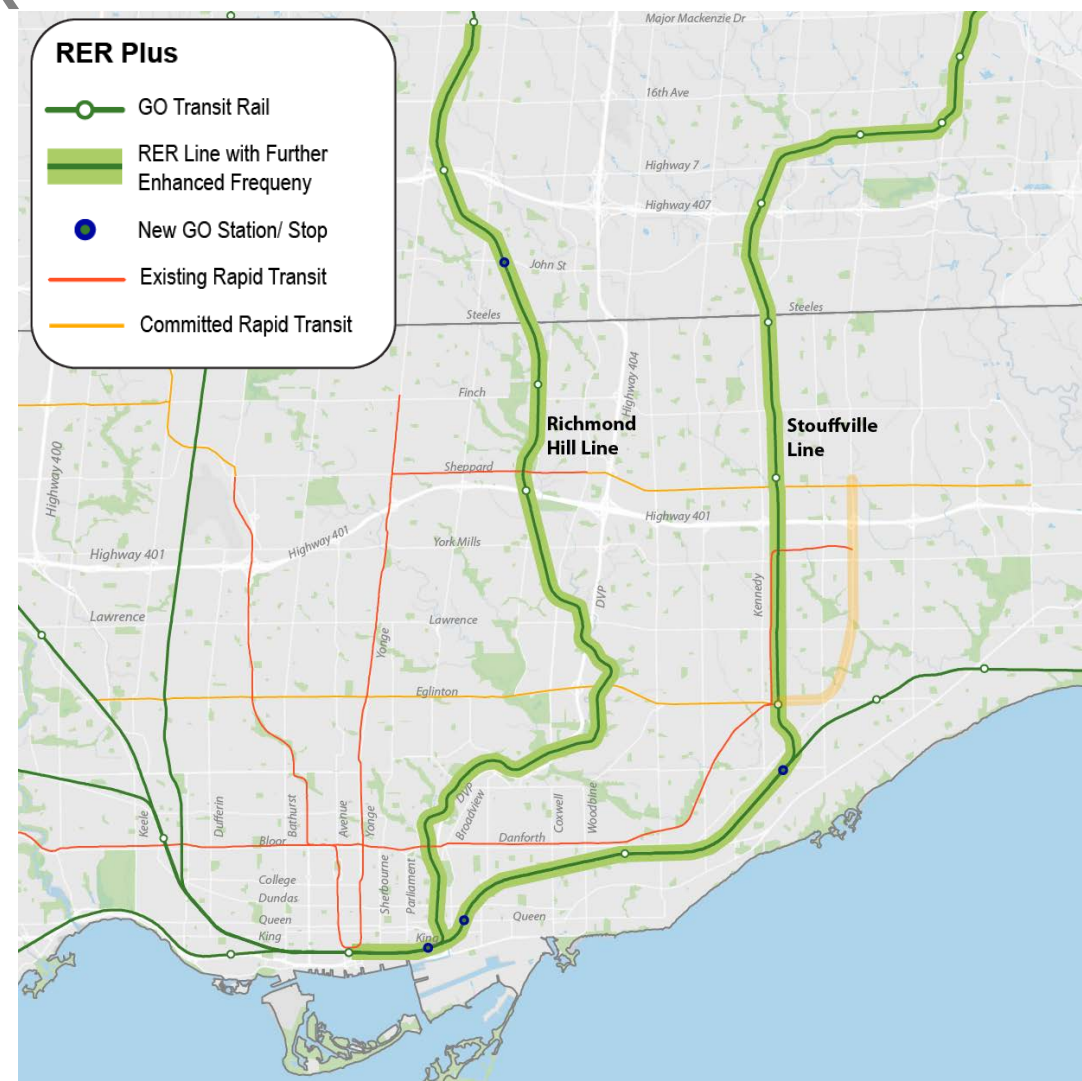 RER Plus
GO Transit Rail
RER Line with Further
Enhanced Frequeny
New GO Station/ Stop
Existing Rapid Transit
Committed Rapid Transit
Major Mackenzie Dr
16th Ave
Highway 7
Highway 407
John St
Steeles
Steeles
Finch
Highway 404
Richmond
Hill Line
Stouffville
Line
Highway 400
Sheppard
Highway 401
Highway 401
Highway 401
York Mills
DVP
Kennedy
Lawrence
Lawrence
Yonge
Eglinton
Keele
Dufferin
Bathurst
Avenue
Yonge
DVP
Broadview
Coxwell
Woodbine
Bloor
Danforth
Sherbourne
Parliament
College
Dundas
Queen
King
King
Queen